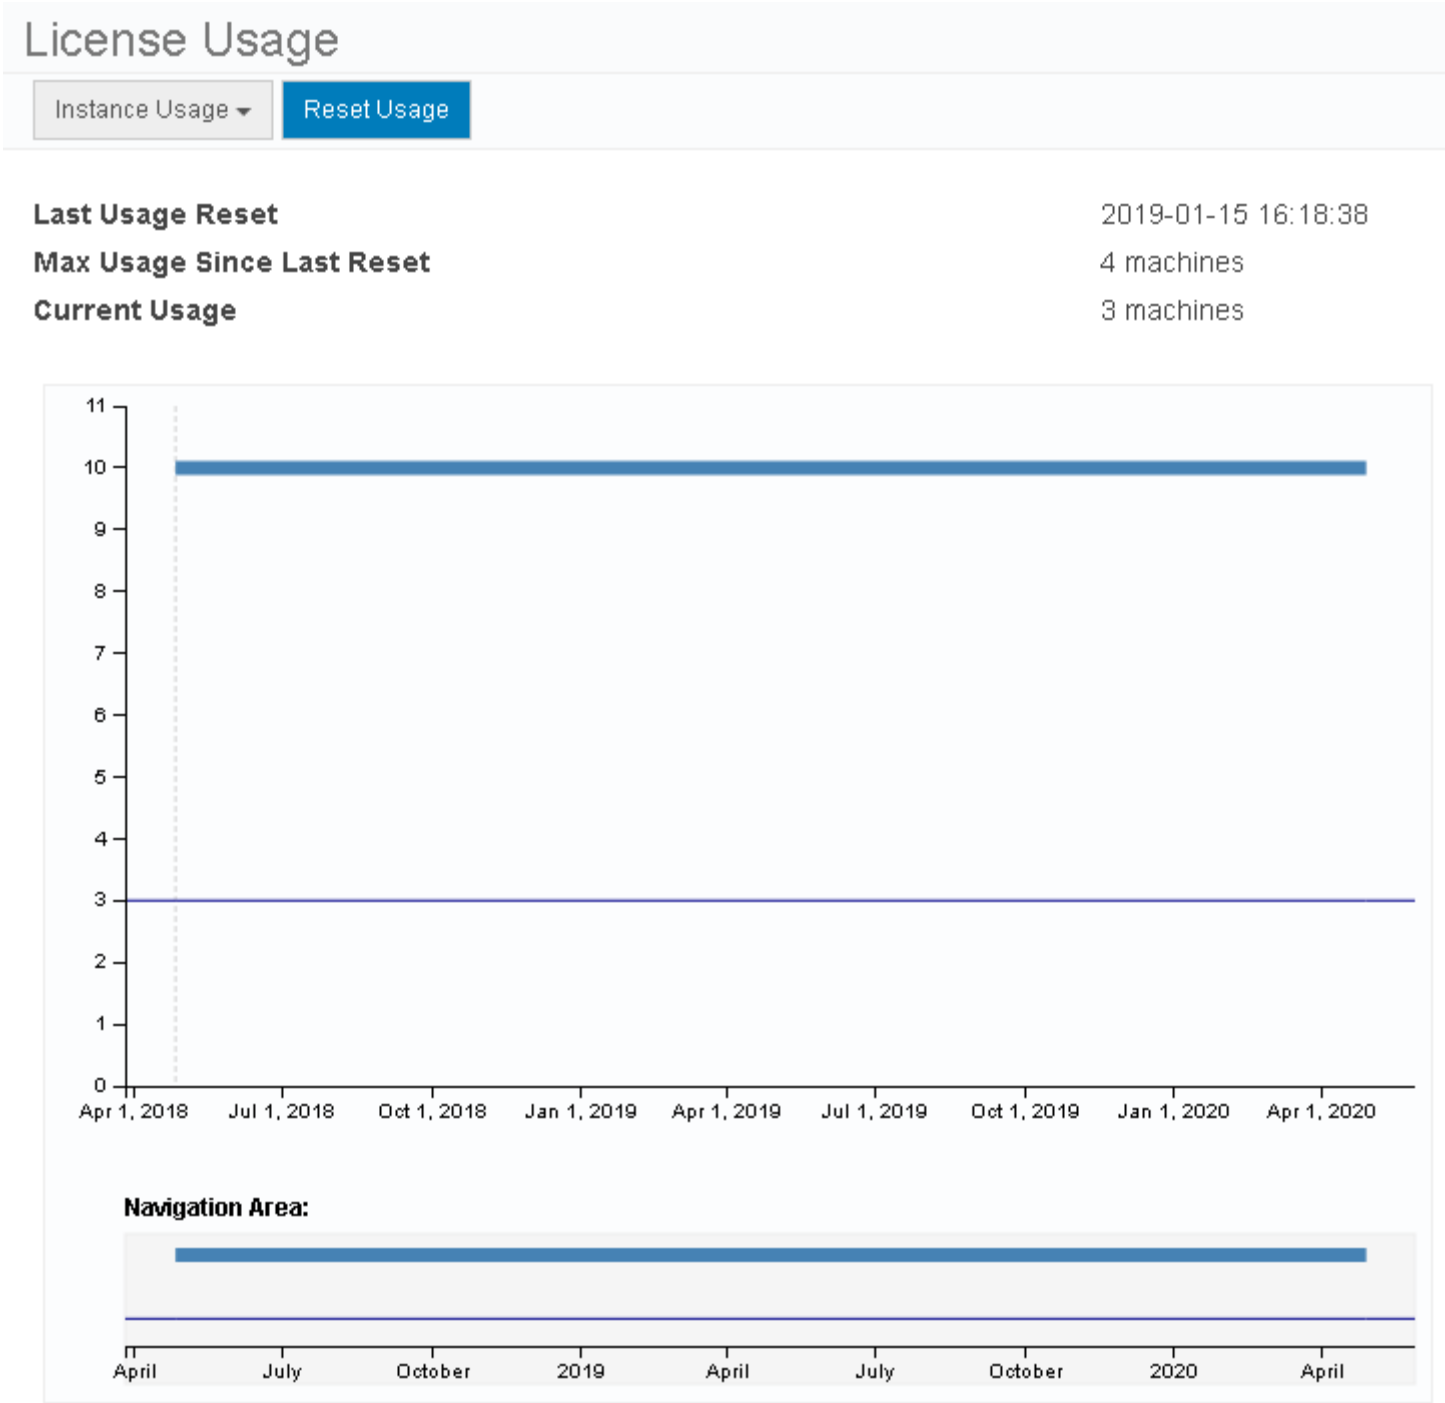 License Usage
Instance Usage Reset Usage
Last Usage Reset 2019-01-15 16:18:38
Max Usage Since Last Reset 4 machines
Current Usage 3 machines
11
10
9
8
7
6
5
4
3
2
1
0
Apr 1, 2018 Jul 1, 2018 Oct 1, 2018 Jan 1, 2019 Apr 1, 2019 Jul 1, 2019 Oct 1, 2019 Jan 1, 2020 Apr 1, 2020
Navigation Area:
April July October 2019 April July October 2020 April